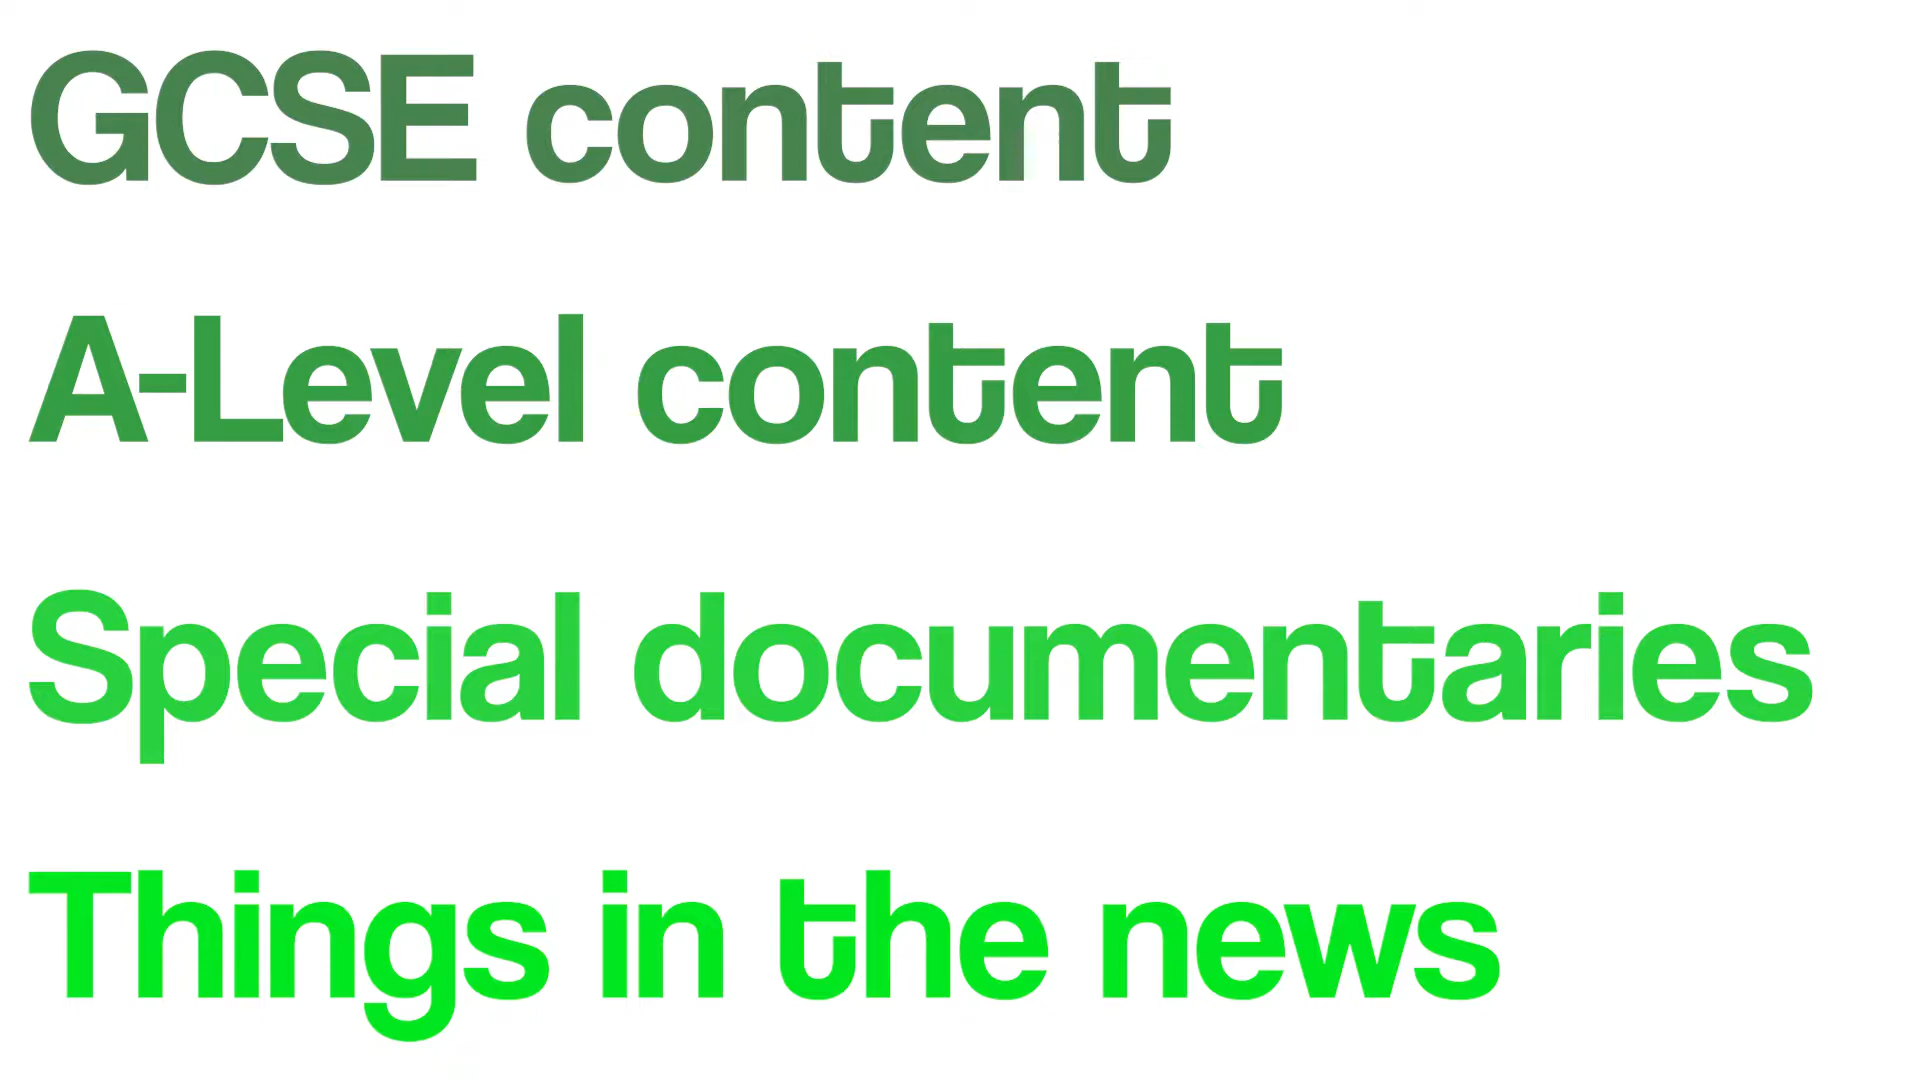 GCSE content
A-Level content
Special documentaries
Things in the news